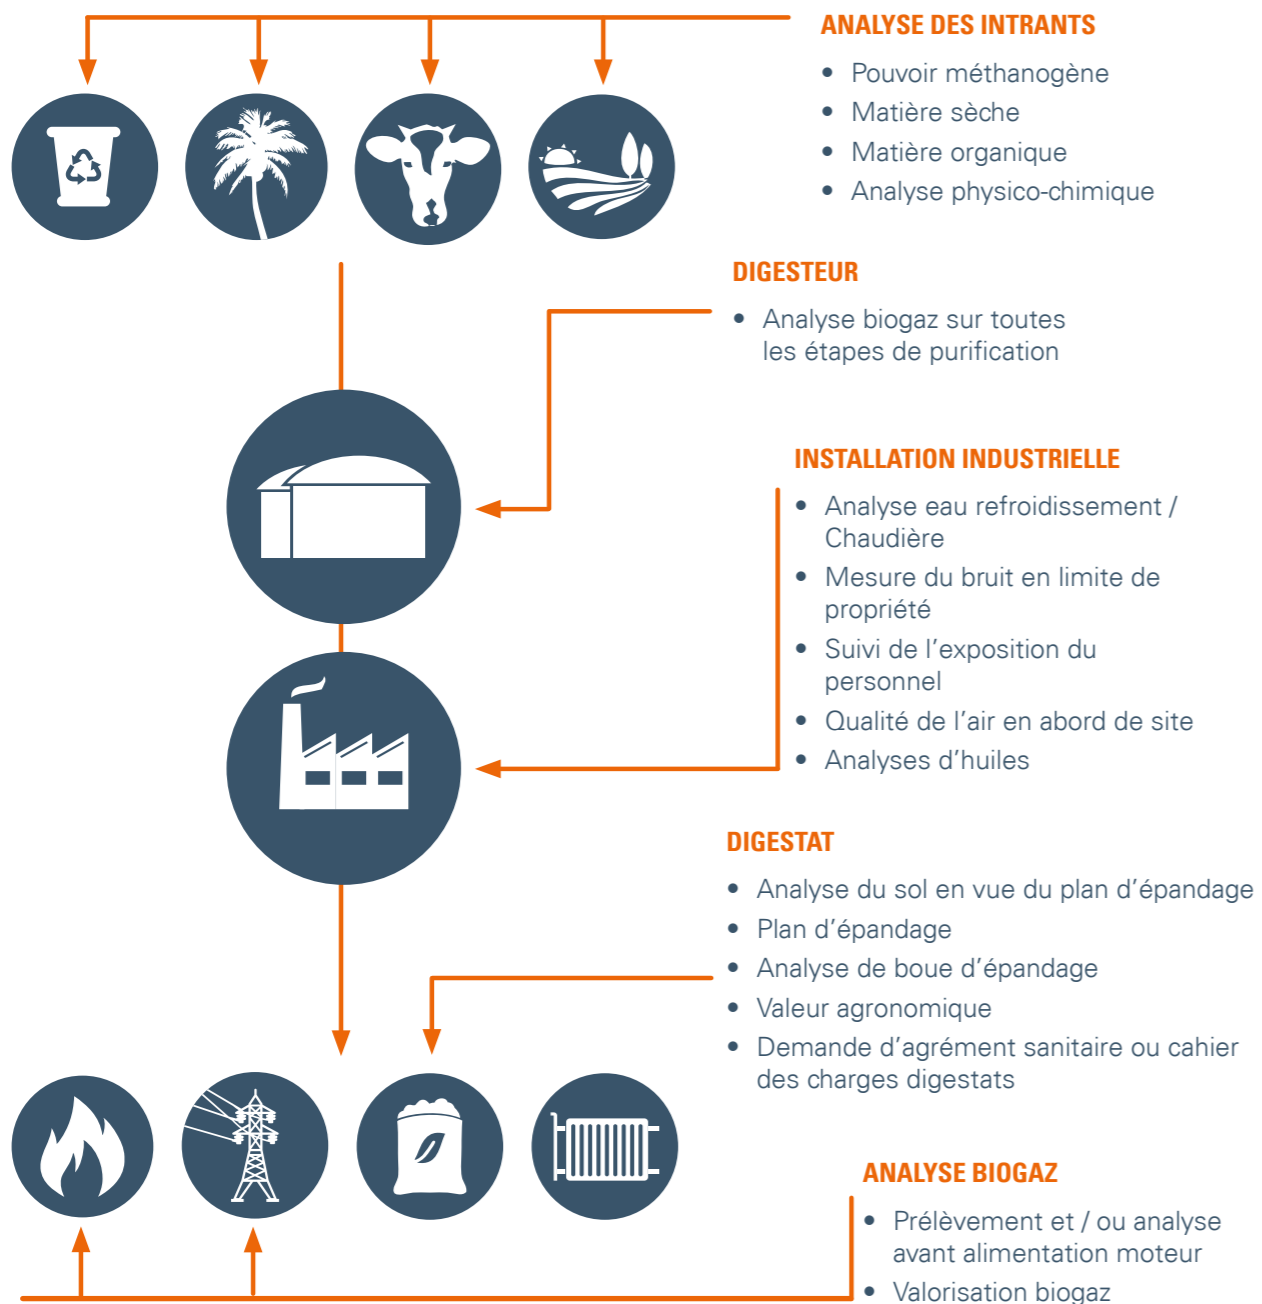 ANALYSE DES INTRANTS
• Pouvoir méthanogène
• Matière sèche
• Matière organique
• Analyse physico-chimique
DIGESTEUR
• Analyse biogaz sur toutes
les étapes de purification
INSTALLATION INDUSTRIELLE
• Analyse eau refroidissement /
Chaudière
• Mesure du bruit en limite de
propriété
• Suivi de l’exposition du
personnel
• Qualité de l’air en abord de site
• Analyses d’huiles
DIGESTAT
• Analyse du sol en vue du plan d’épandage
• Plan d’épandage
• Analyse de boue d’épandage
• Valeur agronomique
• Demande d’agrément sanitaire ou cahier
des charges digestats
ANALYSE BIOGAZ
• Prélèvement et / ou analyse
avant alimentation moteur
• Valorisation biogaz